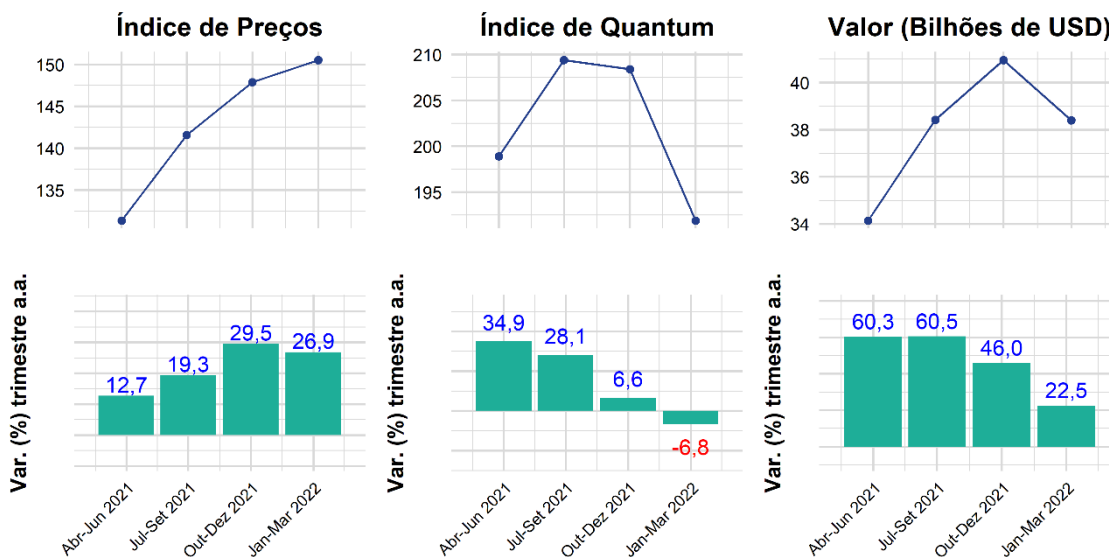 Índice de Preços
150
145
140
135
Índice de Quantum
210
205
200
195
Valor (Bilhões de USD)
40
38
36
34
Var. (%) trimestre a.a.
12,7
19,3
29,5
26,9
Abr-Jun 2021
Jul-Set 2021
Out-Dez 2021
Jan-Mar 2022
Var. (%) trimestre a.a.
34,9
28,1
6,6
-6,8
Abr-Jun 2021
Jul-Set 2021
Out-Dez 2021
Jan-Mar 2022
Var. (%) trimestre a.a.
60,3
60,5
46,0
22,5
Abr-Jun 2021
Jul-Set 2021
Out-Dez 2021
Jan-Mar 2022